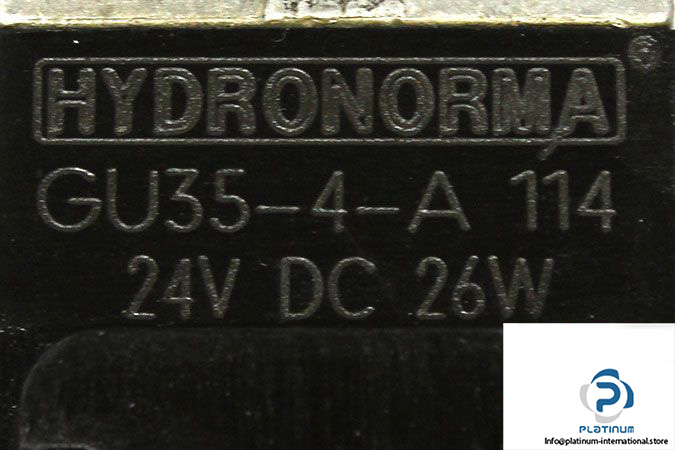 HYDRONORMA®
GU35-4-A 114
24V DC 26W
PLATINUM
Info@platinum-international.store